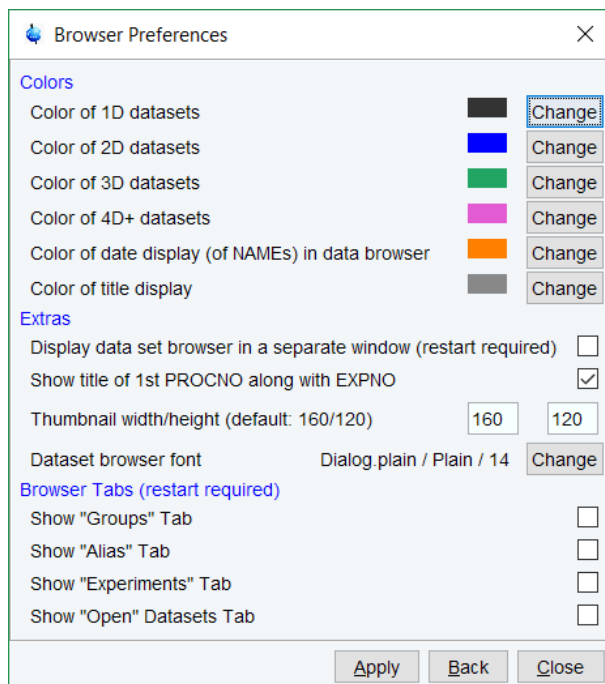 Browser Preferences
Colors
Color of 1D datasets Change
Color of 2D datasets Change
Color of 3D datasets Change
Color of 4D+ datasets Change
Color of date display (of NAMEs) in data browser Change
Color of title display Change
Extras
Display data set browser in a separate window (restart required)
Show title of 1st PROCNO along with EXPNO
Thumbnail width/height (default: 160/120) 160 120
Dataset browser font Dialog.plain / Plain / 14 Change
Browser Tabs (restart required)
Show "Groups" Tab
Show "Alias" Tab
Show "Experiments" Tab
Show "Open" Datasets Tab
Apply Back Close